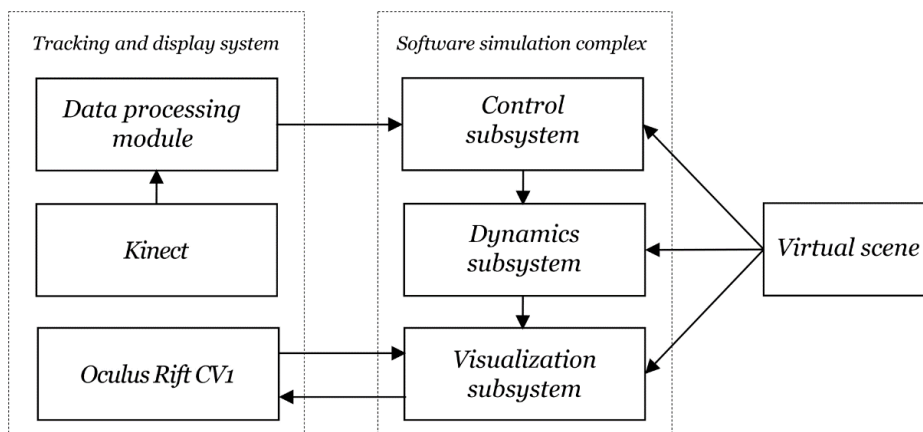 Tracking and display system
Data processing
module
Kinect
Oculus Rift CV1
Software simulation complex
Control
subsystem
Dynamics
subsystem
Visualization
subsystem
Virtual scene